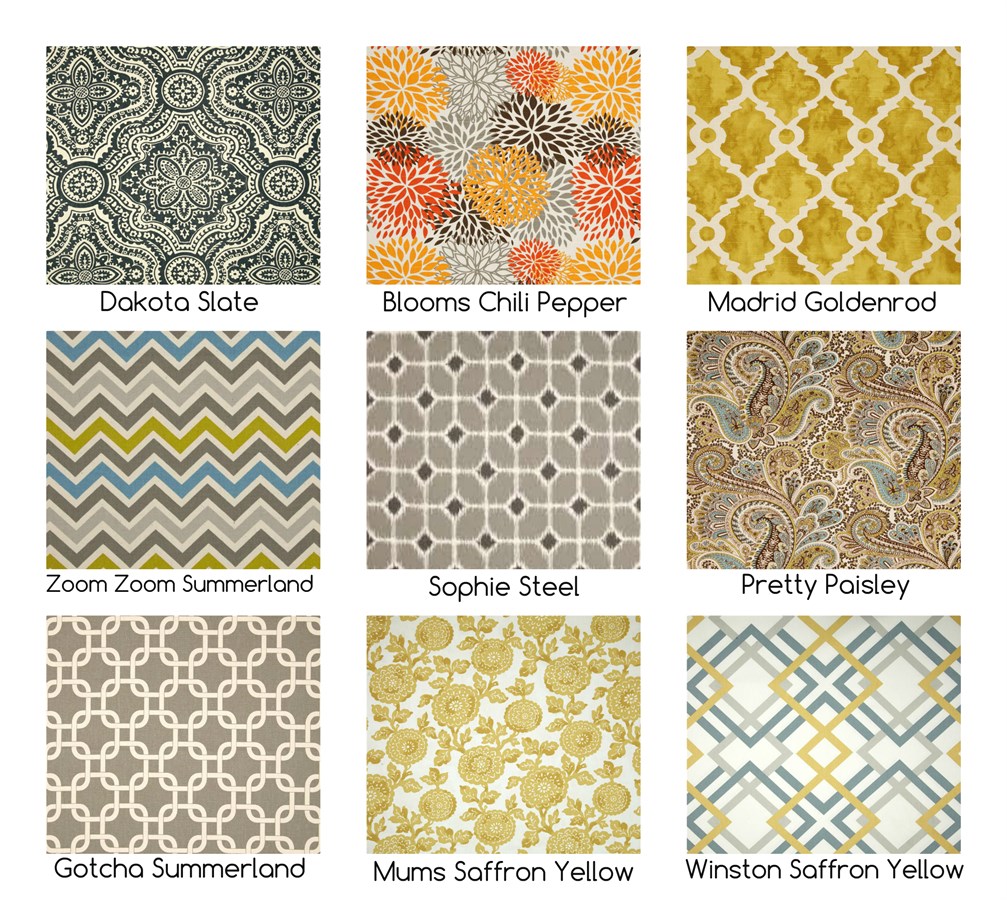 Dakota Slate
Blooms Chili Pepper
Madrid Goldenrod
Zoom Zoom Summerland
Sophie Steel
Pretty Paisley
Gotcha Summerland
Mums Saffron Yellow
Winston Saffron Yellow